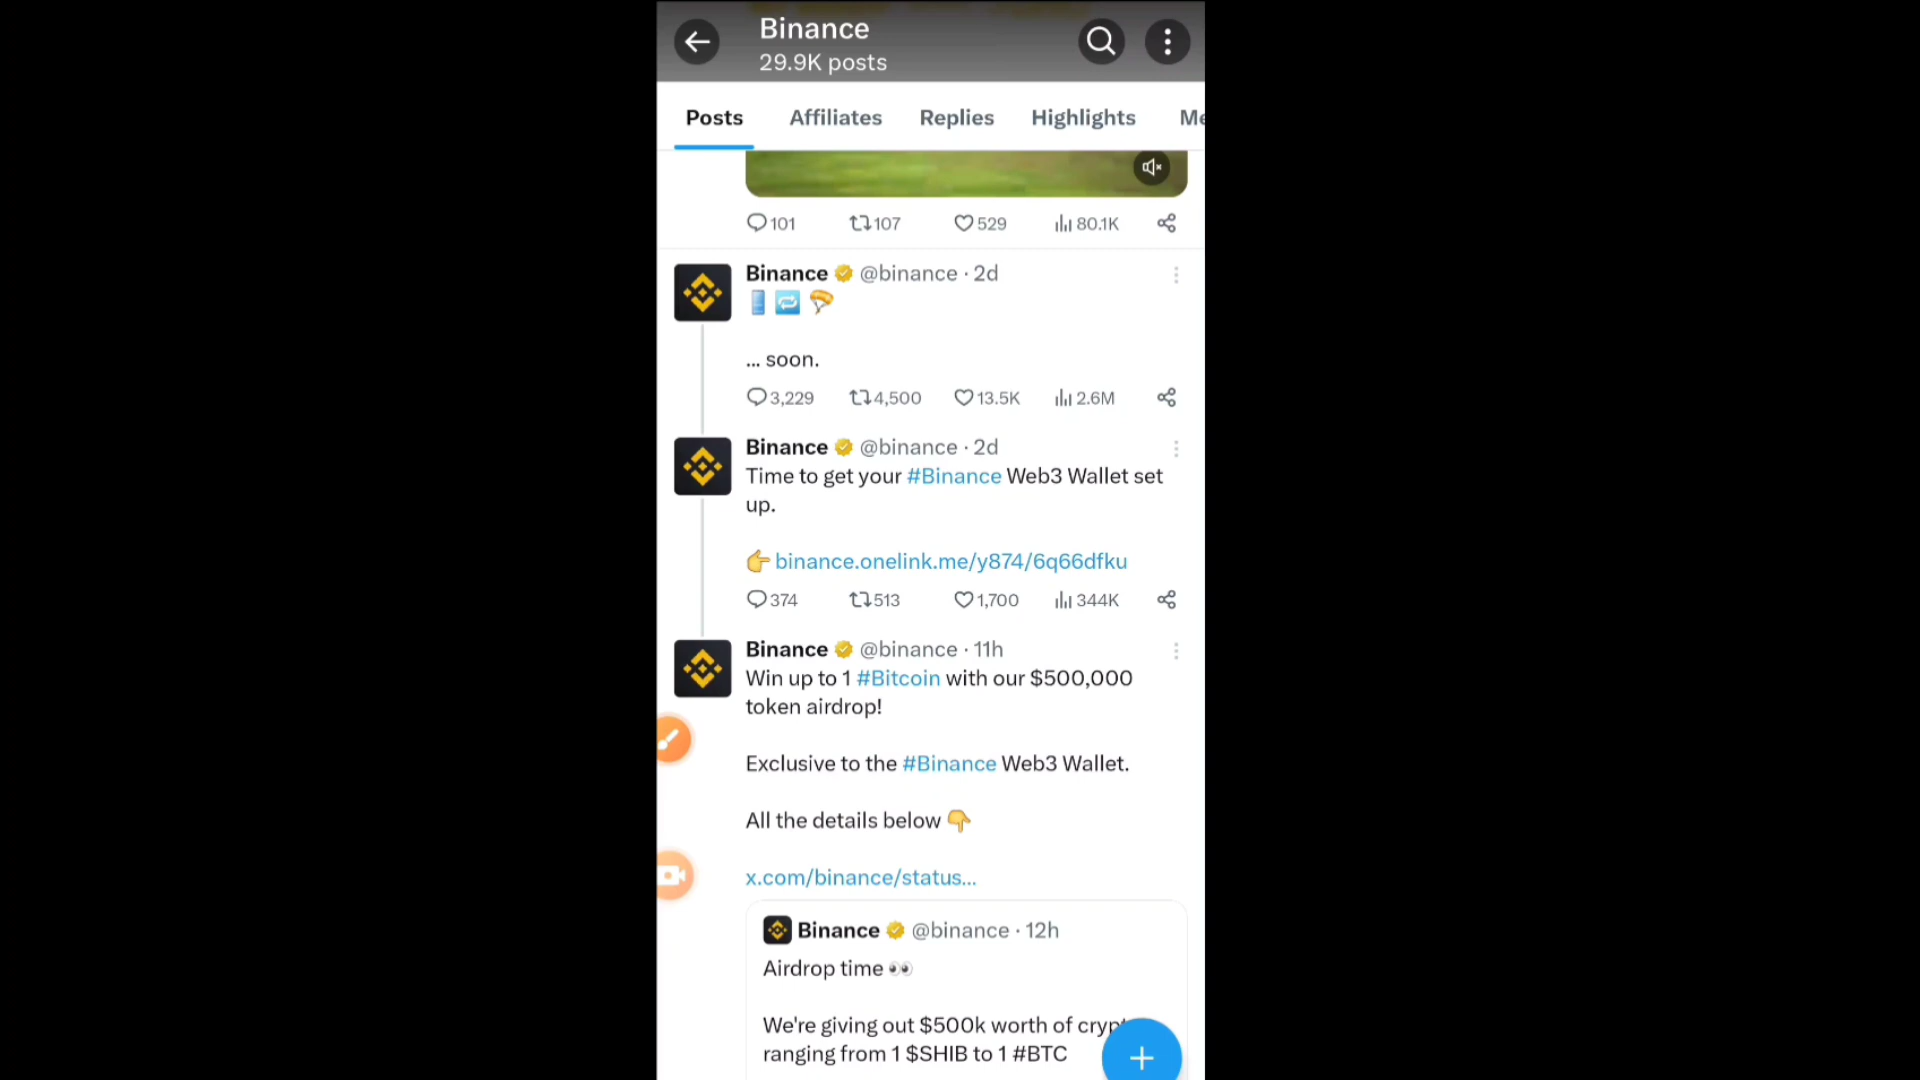 Binance
29.9K posts
Posts Affiliates Replies Highlights Me
101 107 529 80.1K
Binance @binance · 2d
... soon.
3,229 4,500 13.5K 2.6M
Binance @binance · 2d
Time to get your #Binance Web3 Wallet set
up.
👉 binance.onelink.me/y874/6q66dfku
374 513 1,700 344K
Binance @binance · 11h
Win up to 1 #Bitcoin with our $500,000
token airdrop!
Exclusive to the #Binance Web3 Wallet.
All the details below 👇
x.com/binance/status...
Binance @binance · 12h
Airdrop time 👀
We're giving out $500k worth of crypt
ranging from 1 $SHIB to 1 #BTC